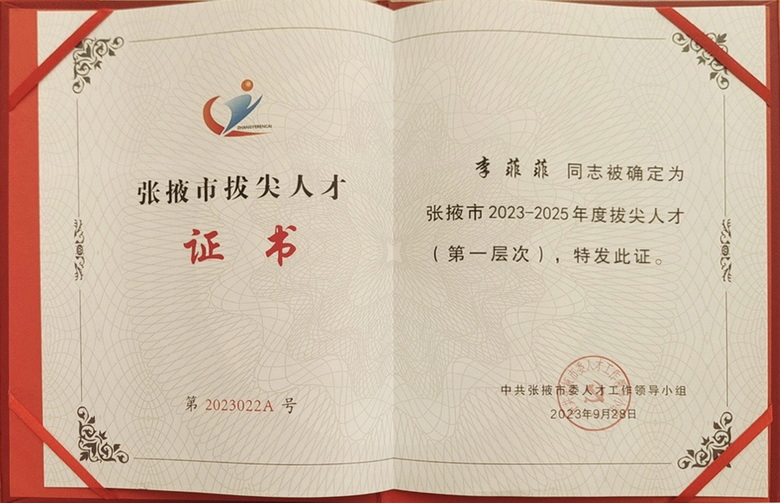 ZHANGYERENCAI
张掖市拔尖人才
证书
第 2023022A 号
李菲菲 同志被确定为
张掖市2023-2025年度拔尖人才
(第一层次),特发此证。
中共张掖市委人才工作领导小组
2023年9月28日